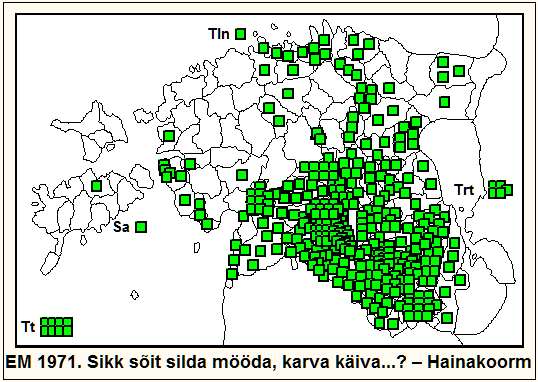 Tln
Trt
Sa
Tt
EM 1971. Sikk sõit silda mööda, karva käiva...? – Hainakoorm